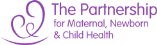 The Partnership
for Maternal, Newborn
& Child Health